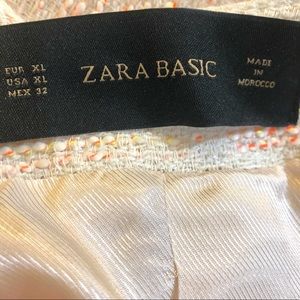 EUR XL
USA XL
MEX 32
ZARA BASIC
MADE
IN
MOROCCO